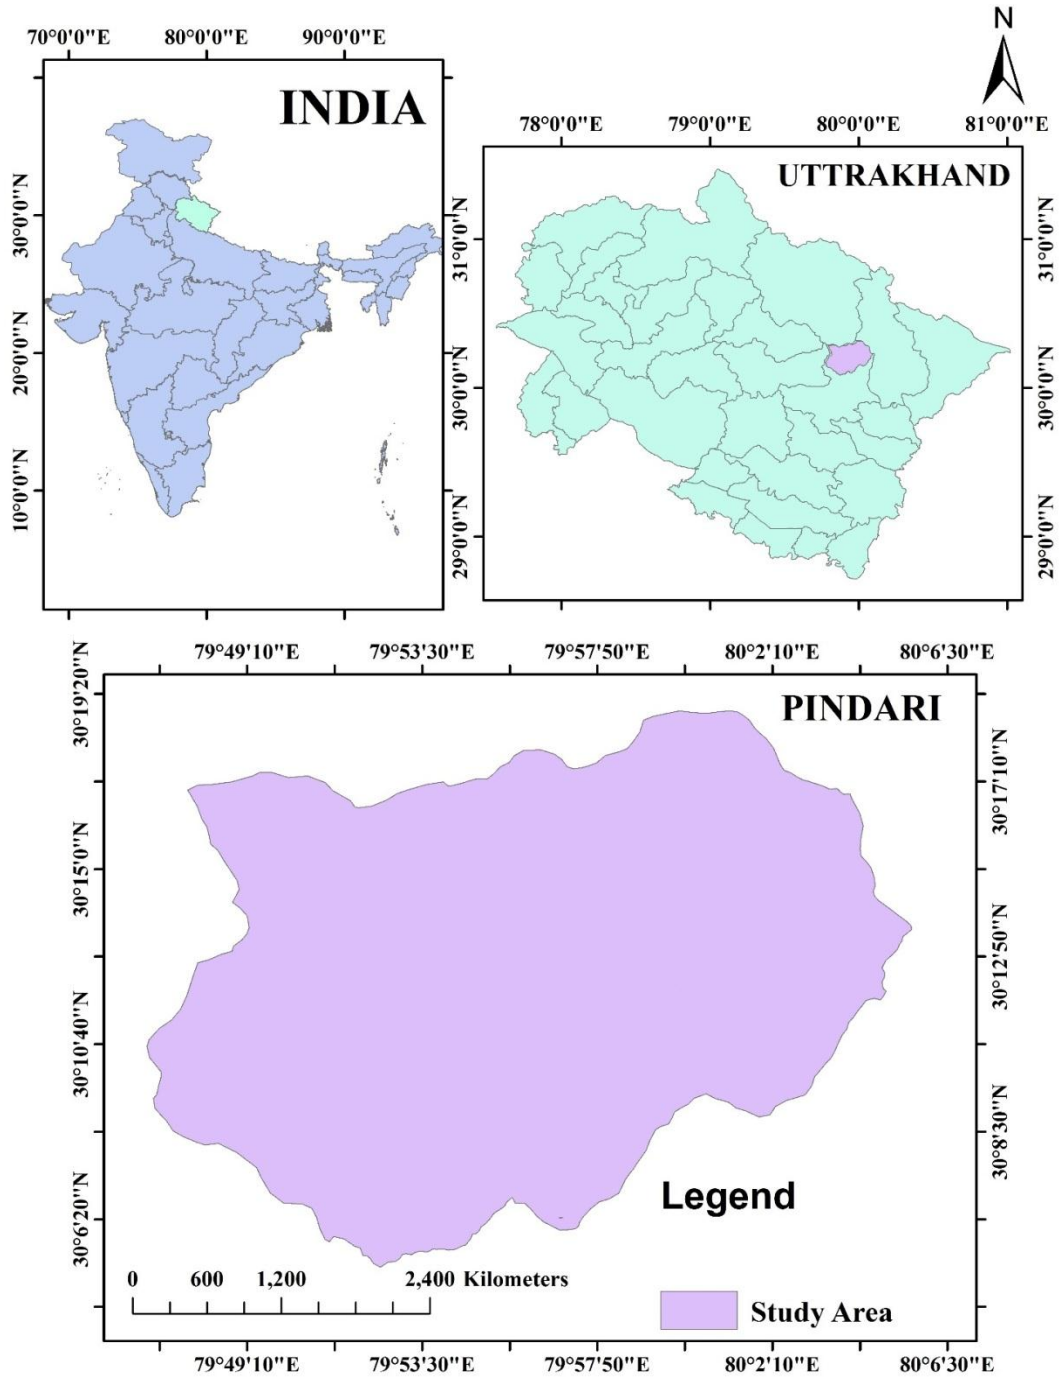 70°0'0"E 80°0'0"E 90°0'0"E
INDIA
30°0'0"N
20°0'0"N
10°0'0"N
N
78°0'0"E 79°0'0"E 80°0'0"E 81°0'0"E
UTTRAKHAND
31°0'0"N
30°0'0"N
29°0'0"N
31°0'0"N
30°0'0"N
29°0'0"N
79°49'10"E 79°53'30"E 79°57'50"E 80°2'10"E 80°6'30"E
PINDARI
30°19'20"N
30°15'0"N
30°10'40"N
30°6'20"N
30°17'10"N
30°12'50"N
30°8'30"N
Legend
0 600 1,200 2,400 Kilometers
Study Area
79°49'10"E 79°53'30"E 79°57'50"E 80°2'10"E 80°6'30"E